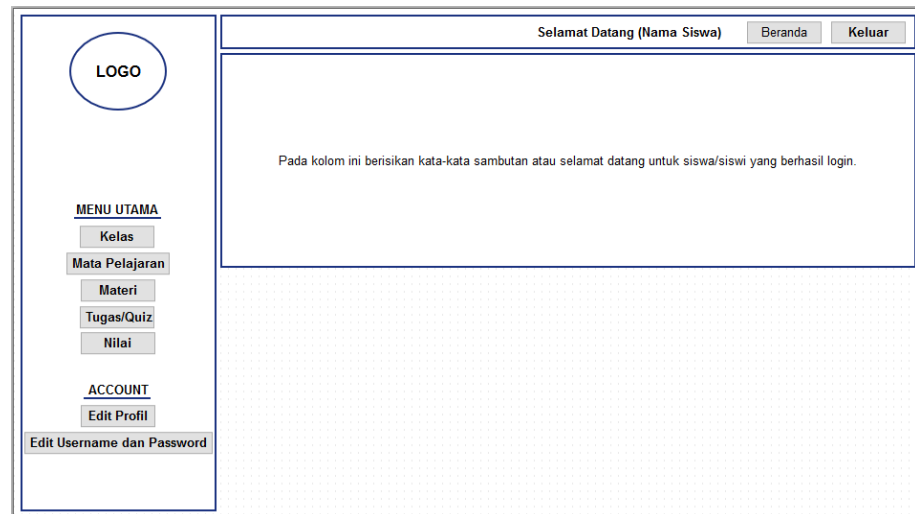 LOGO
Selamat Datang (Nama Siswa)
Beranda
Keluar
Pada kolom ini berisikan kata-kata sambutan atau selamat datang untuk siswa/siswi yang berhasil login.
MENU UTAMA
Kelas
Mata Pelajaran
Materi
Tugas/Quiz
Nilai
ACCOUNT
Edit Profil
Edit Username dan Password